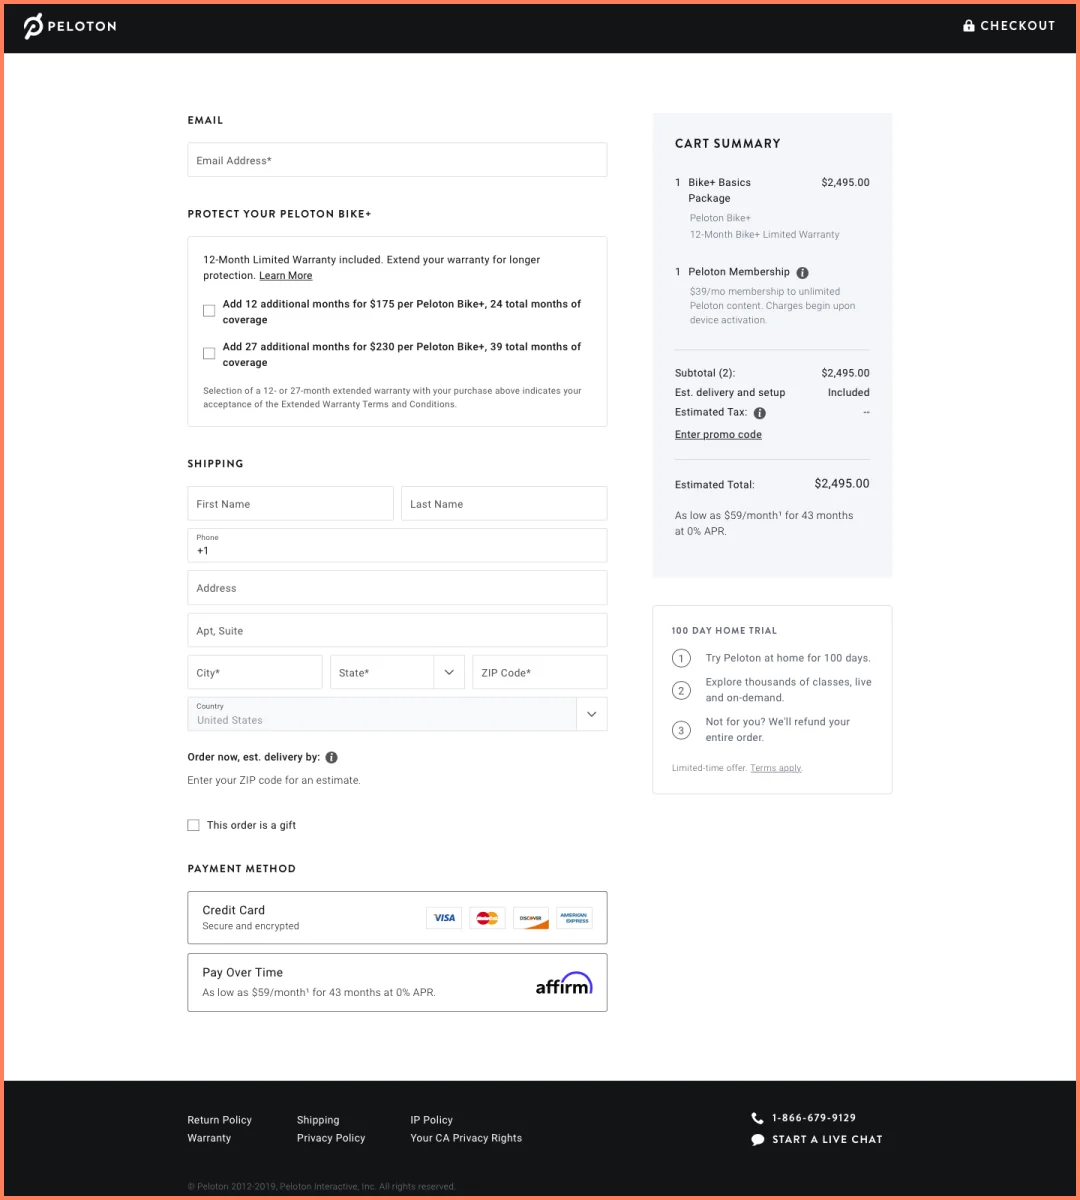 PELOTON
CHECKOUT
EMAIL
Email Address*
PROTECT YOUR PELOTON BIKE+
12-Month Limited Warranty included. Extend your warranty for longer
protection. Learn More
Add 12 additional months for $175 per Peloton Bike+, 24 total months of
coverage
Add 27 additional months for $230 per Peloton Bike+, 39 total months of
coverage
Selection of a 12- or 27-month extended warranty with your purchase above indicates your
acceptance of the Extended Warranty Terms and Conditions.
SHIPPING
First Name
Last Name
Phone
+1
Address
Apt, Suite
City*
State*
ZIP Code*
Country
United States
Order now, est. delivery by:
Enter your ZIP code for an estimate.
This order is a gift
PAYMENT METHOD
Credit Card
Secure and encrypted
VISA
MasterCard
DISCOVER
AMERICAN
EXPRESS
Pay Over Time
As low as $59/month¹ for 43 months at 0% APR.
affirm
CART SUMMARY
1 Bike+ Basics $2,495.00
Package
Peloton Bike+
12-Month Bike+ Limited Warranty
1 Peloton Membership
$39/mo membership to unlimited
Peloton content. Charges begin upon
device activation.
Subtotal (2): $2,495.00
Est. delivery and setup Included
Estimated Tax: --
Enter promo code
Estimated Total: $2,495.00
As low as $59/month¹ for 43 months
at 0% APR.
100 DAY HOME TRIAL
1 Try Peloton at home for 100 days.
2 Explore thousands of classes, live
and on-demand.
3 Not for you? We'll refund your
entire order.
Limited-time offer. Terms apply.
Return Policy
Warranty
Shipping
Privacy Policy
IP Policy
Your CA Privacy Rights
1-866-679-9129
START A LIVE CHAT
© Peloton 2012-2019, Peloton Interactive, Inc. All rights reserved.